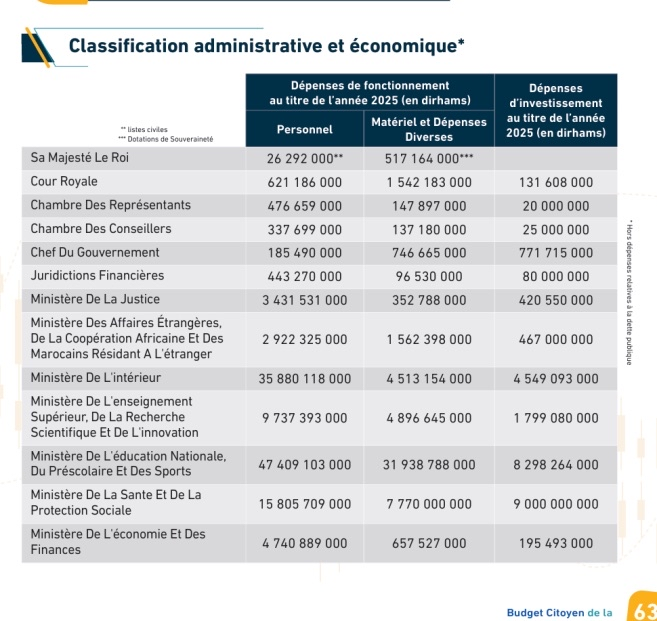 Classification administrative et économique*
Dépenses de fonctionnement
au titre de l'année 2025 (en dirhams)
Dépenses
d'investissement
au titre de l'année
2025 (en dirhams)
** listes civiles
*** Dotations de Souveraineté
Personnel
Matériel et Dépenses
Diverses
Sa Majesté Le Roi 26 292 000** 517 164 000***
Cour Royale 621 186 000 1 542 183 000 131 608 000
Chambre Des Représentants 476 659 000 147 897 000 20 000 000
Chambre Des Conseillers 337 699 000 137 180 000 25 000 000
Chef Du Gouvernement 185 490 000 746 665 000 771 715 000
Juridictions Financières 443 270 000 96 530 000 80 000 000
Ministère De La Justice 3 431 531 000 352 788 000 420 550 000
Ministère Des Affaires Étrangères,
De La Coopération Africaine Et Des
Marocains Résidant A L'étranger
2 922 325 000 1 562 398 000 467 000 000
Ministère De L'intérieur 35 880 118 000 4 513 154 000 4 549 093 000
Ministère De L'enseignement
Supérieur, De La Recherche
Scientifique Et De L'innovation
9 737 393 000 4 896 645 000 1 799 080 000
Ministère De L'éducation Nationale,
Du Préscolaire Et Des Sports
47 409 103 000 31 938 788 000 8 298 264 000
Ministère De La Sante Et De La
Protection Sociale
15 805 709 000 7 770 000 000 9 000 000 000
Ministère De L'économie Et Des
Finances
4 740 889 000 657 527 000 195 493 000
* Hors dépenses relatives à la dette publique
Budget Citoyen de la 63